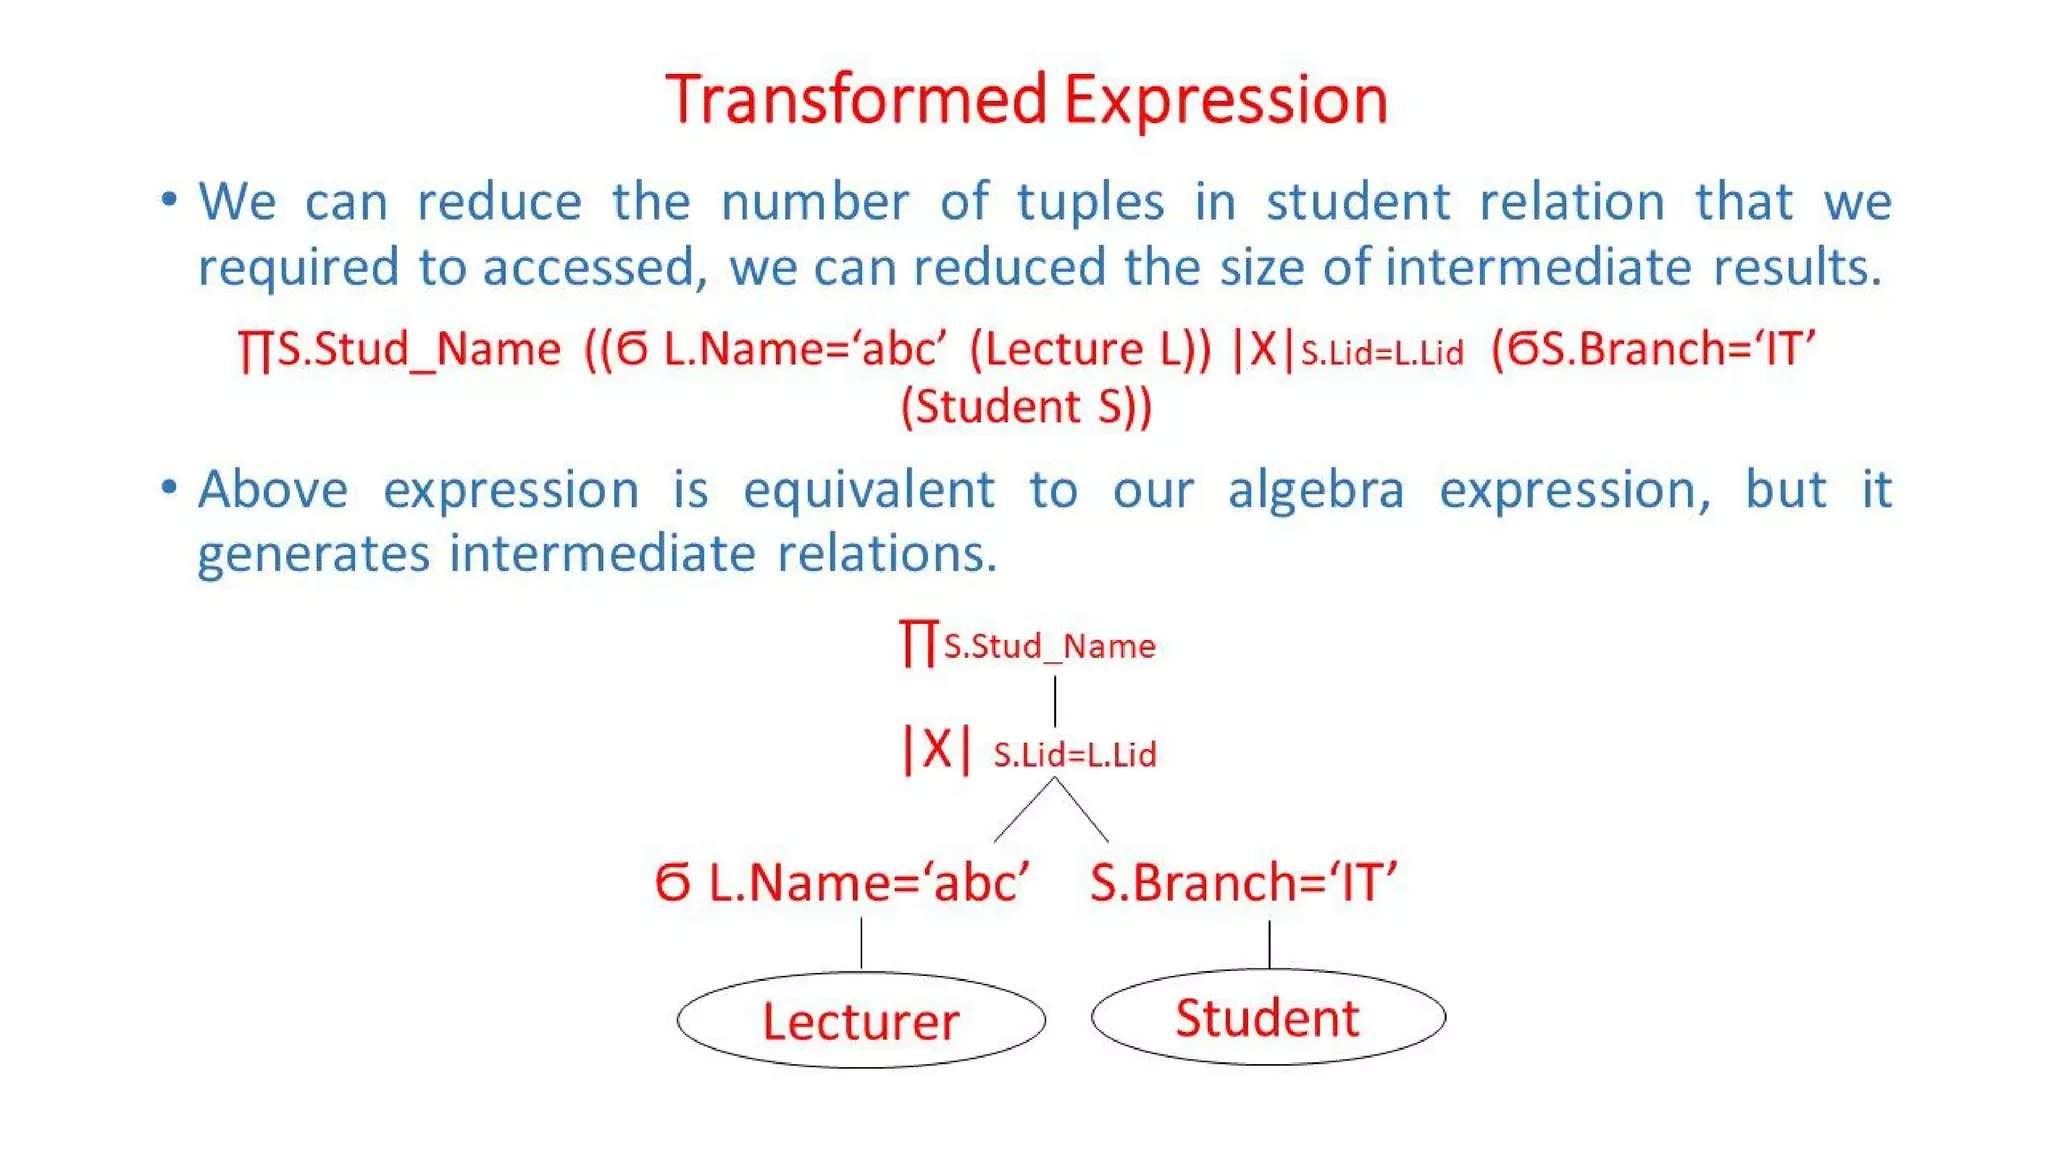 Transformed Expression
• We can reduce the number of tuples in student relation that we
required to accessed, we can reduced the size of intermediate results.
∏S.Stud_Name ((Ϭ L.Name=‘abc’ (Lecture L)) |X|S.Lid=L.Lid (ϬS.Branch=‘IT’
(Student S))
• Above expression is equivalent to our algebra expression, but it
generates intermediate relations.
∏S.Stud_Name
|X| S.Lid=L.Lid
Ϭ L.Name=‘abc’ S.Branch=‘IT’
Lecturer Student